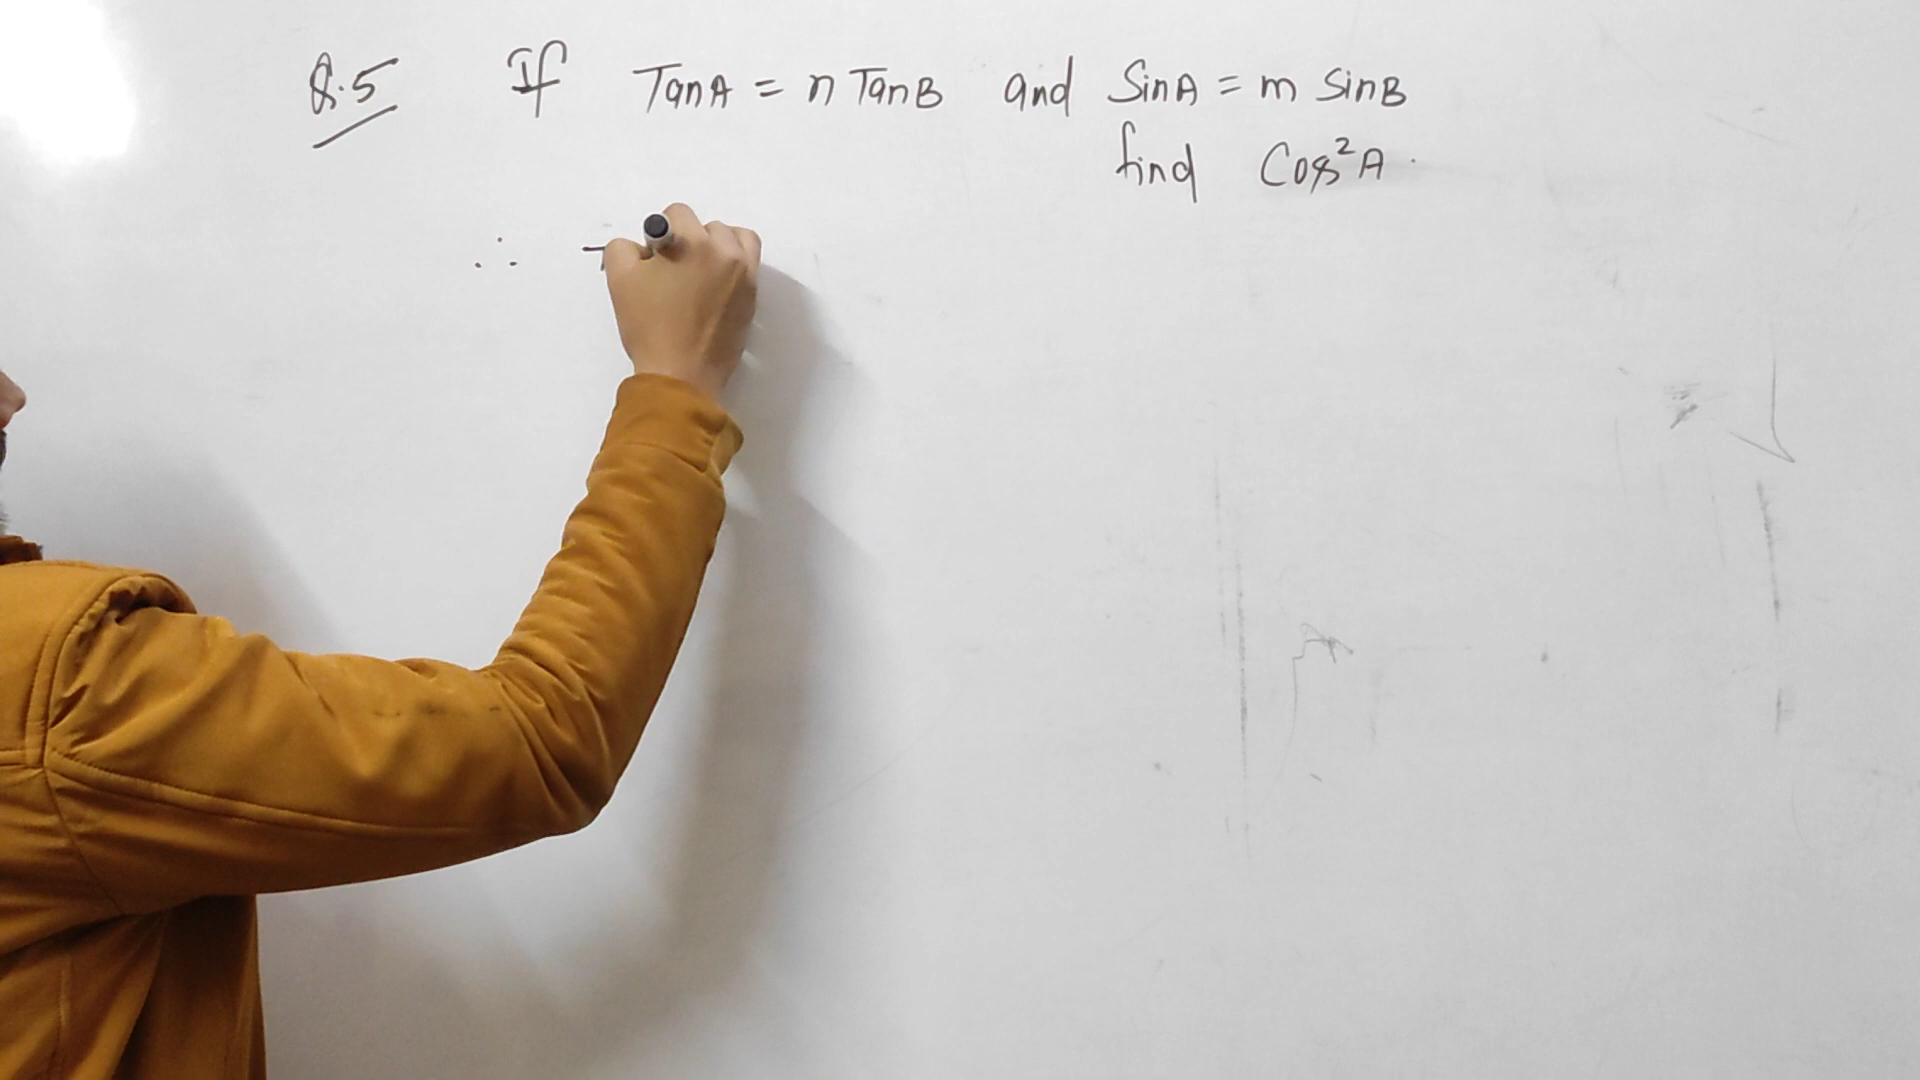 Q.5 If TanA = n TanB and SinA = m SinB
find Cos²A.
∴ T